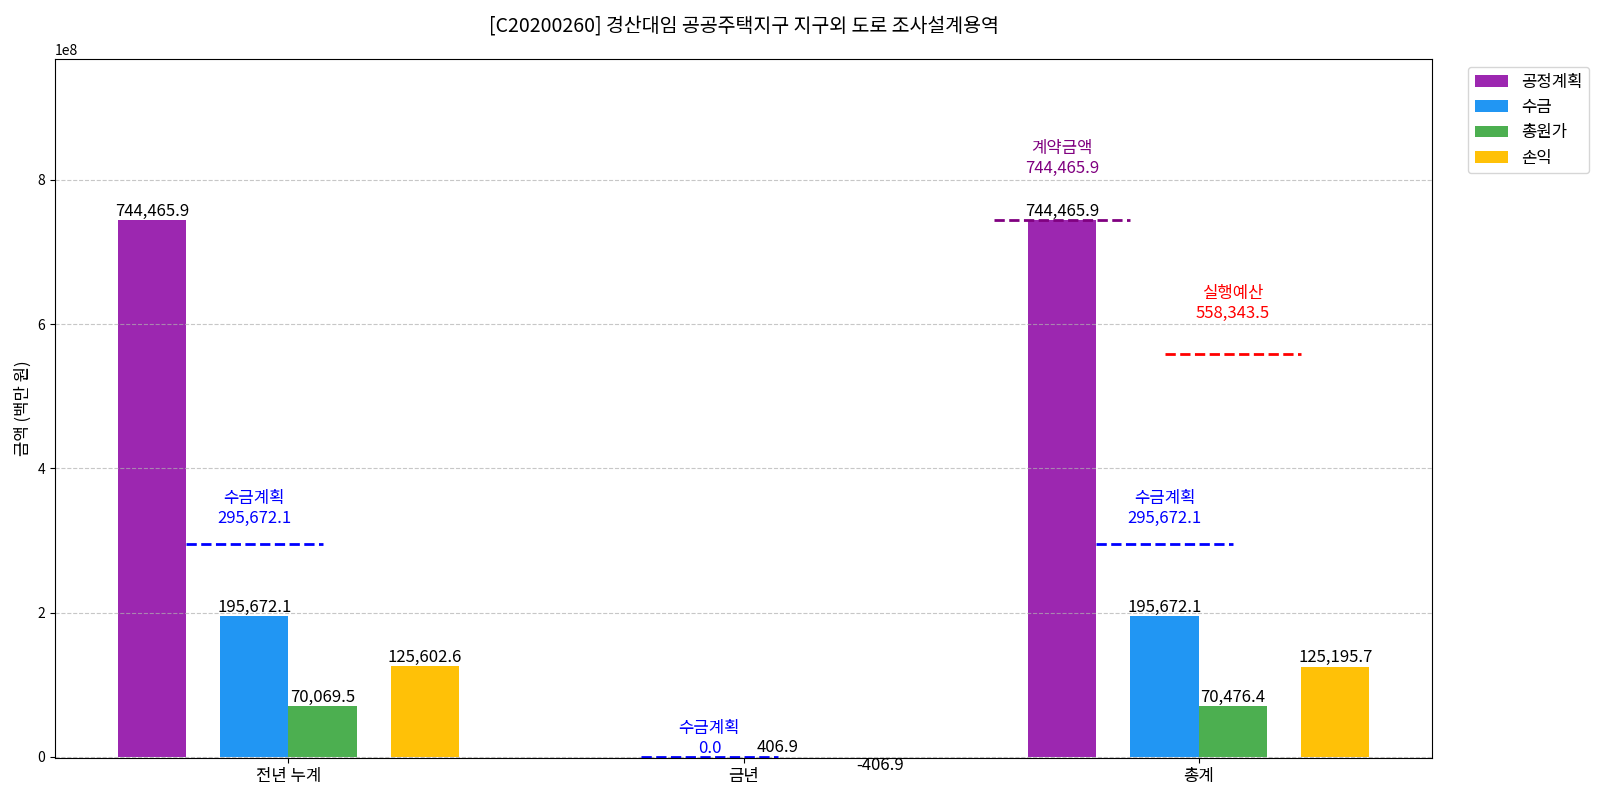 [C20200260] 경산대임 공공주택지구 지구외 도로 조사설계용역
1e8
공정계획
수금
총원가
손익
계약금액
744,465.9
8
744,465.9
744,465.9
실행예산
558,343.5
6
금액 (백만 원)
4
수금계획
295,672.1
수금계획
295,672.1
2
195,672.1
195,672.1
125,602.6
125,195.7
70,069.5
70,476.4
수금계획
0.0
406.9
-406.9
0
전년 누계
금년
총계